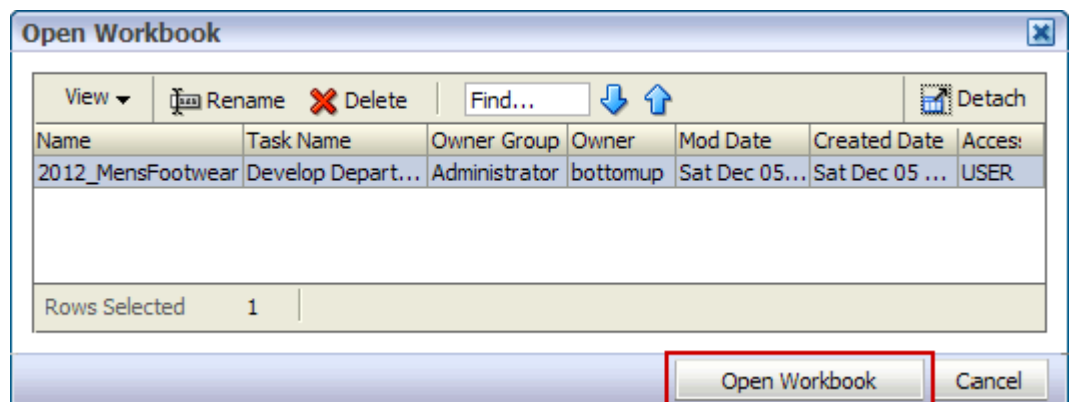 Open Workbook
View Rename Delete Find... Detach
Name Task Name Owner Group Owner Mod Date Created Date Access
2012_MensFootwear Develop Depart... Administrator bottomup Sat Dec 05... Sat Dec 05 ... USER
Rows Selected 1
Open Workbook Cancel